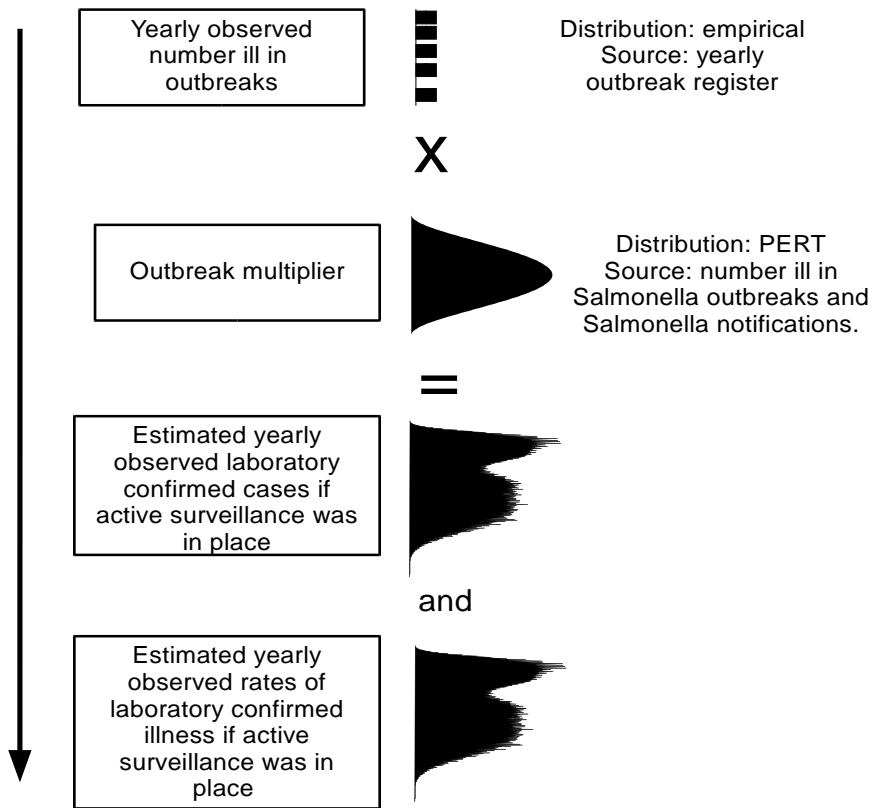 Yearly observed
number ill in
outbreaks
Distribution: empirical
Source: yearly
outbreak register
X
Outbreak multiplier
Distribution: PERT
Source: number ill in
Salmonella outbreaks and
Salmonella notifications.
=
Estimated yearly
observed laboratory
confirmed cases if
active surveillance was
in place
and
Estimated yearly
observed rates of
laboratory confirmed
illness if active
surveillance was in
place